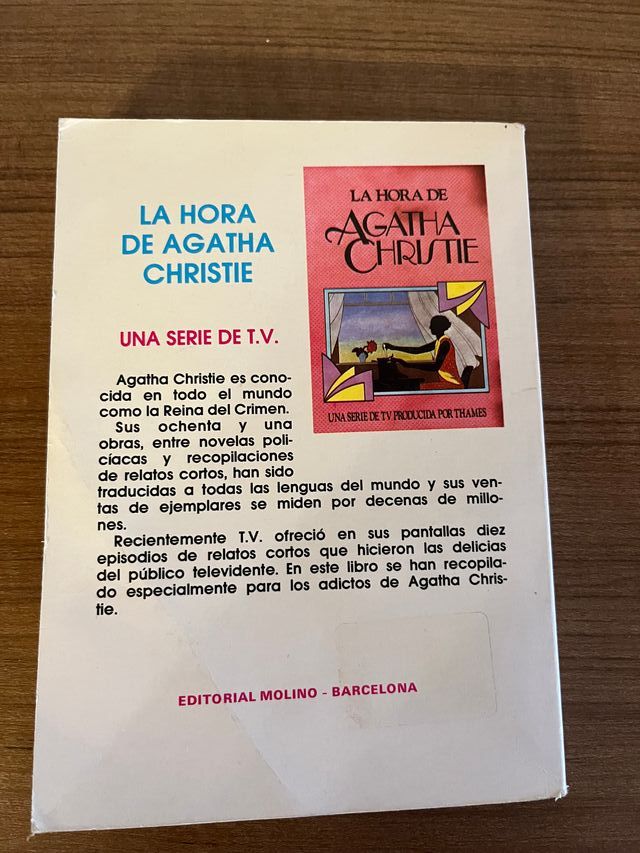 LA HORA
DE AGATHA
CHRISTIE
LA HORA DE
AGATHA
CHRISTIE
UNA SERIE DE TV PRODUCIDA POR THAMES
UNA SERIE DE T.V.
Agatha Christie es cono-
cida en todo el mundo
como la Reina del Crimen.
Sus ochenta y una
obras, entre novelas poli-
cíacas y recopilaciones
de relatos cortos, han sido
traducidas a todas las lenguas del mundo y sus ven-
tas de ejemplares se miden por decenas de millo-
nes.
Recientemente T.V. ofreció en sus pantallas diez
episodios de relatos cortos que hicieron las delicias
del público televidente. En este libro se han recopila-
do especialmente para los adictos de Agatha Chris-
tie.
EDITORIAL MOLINO - BARCELONA